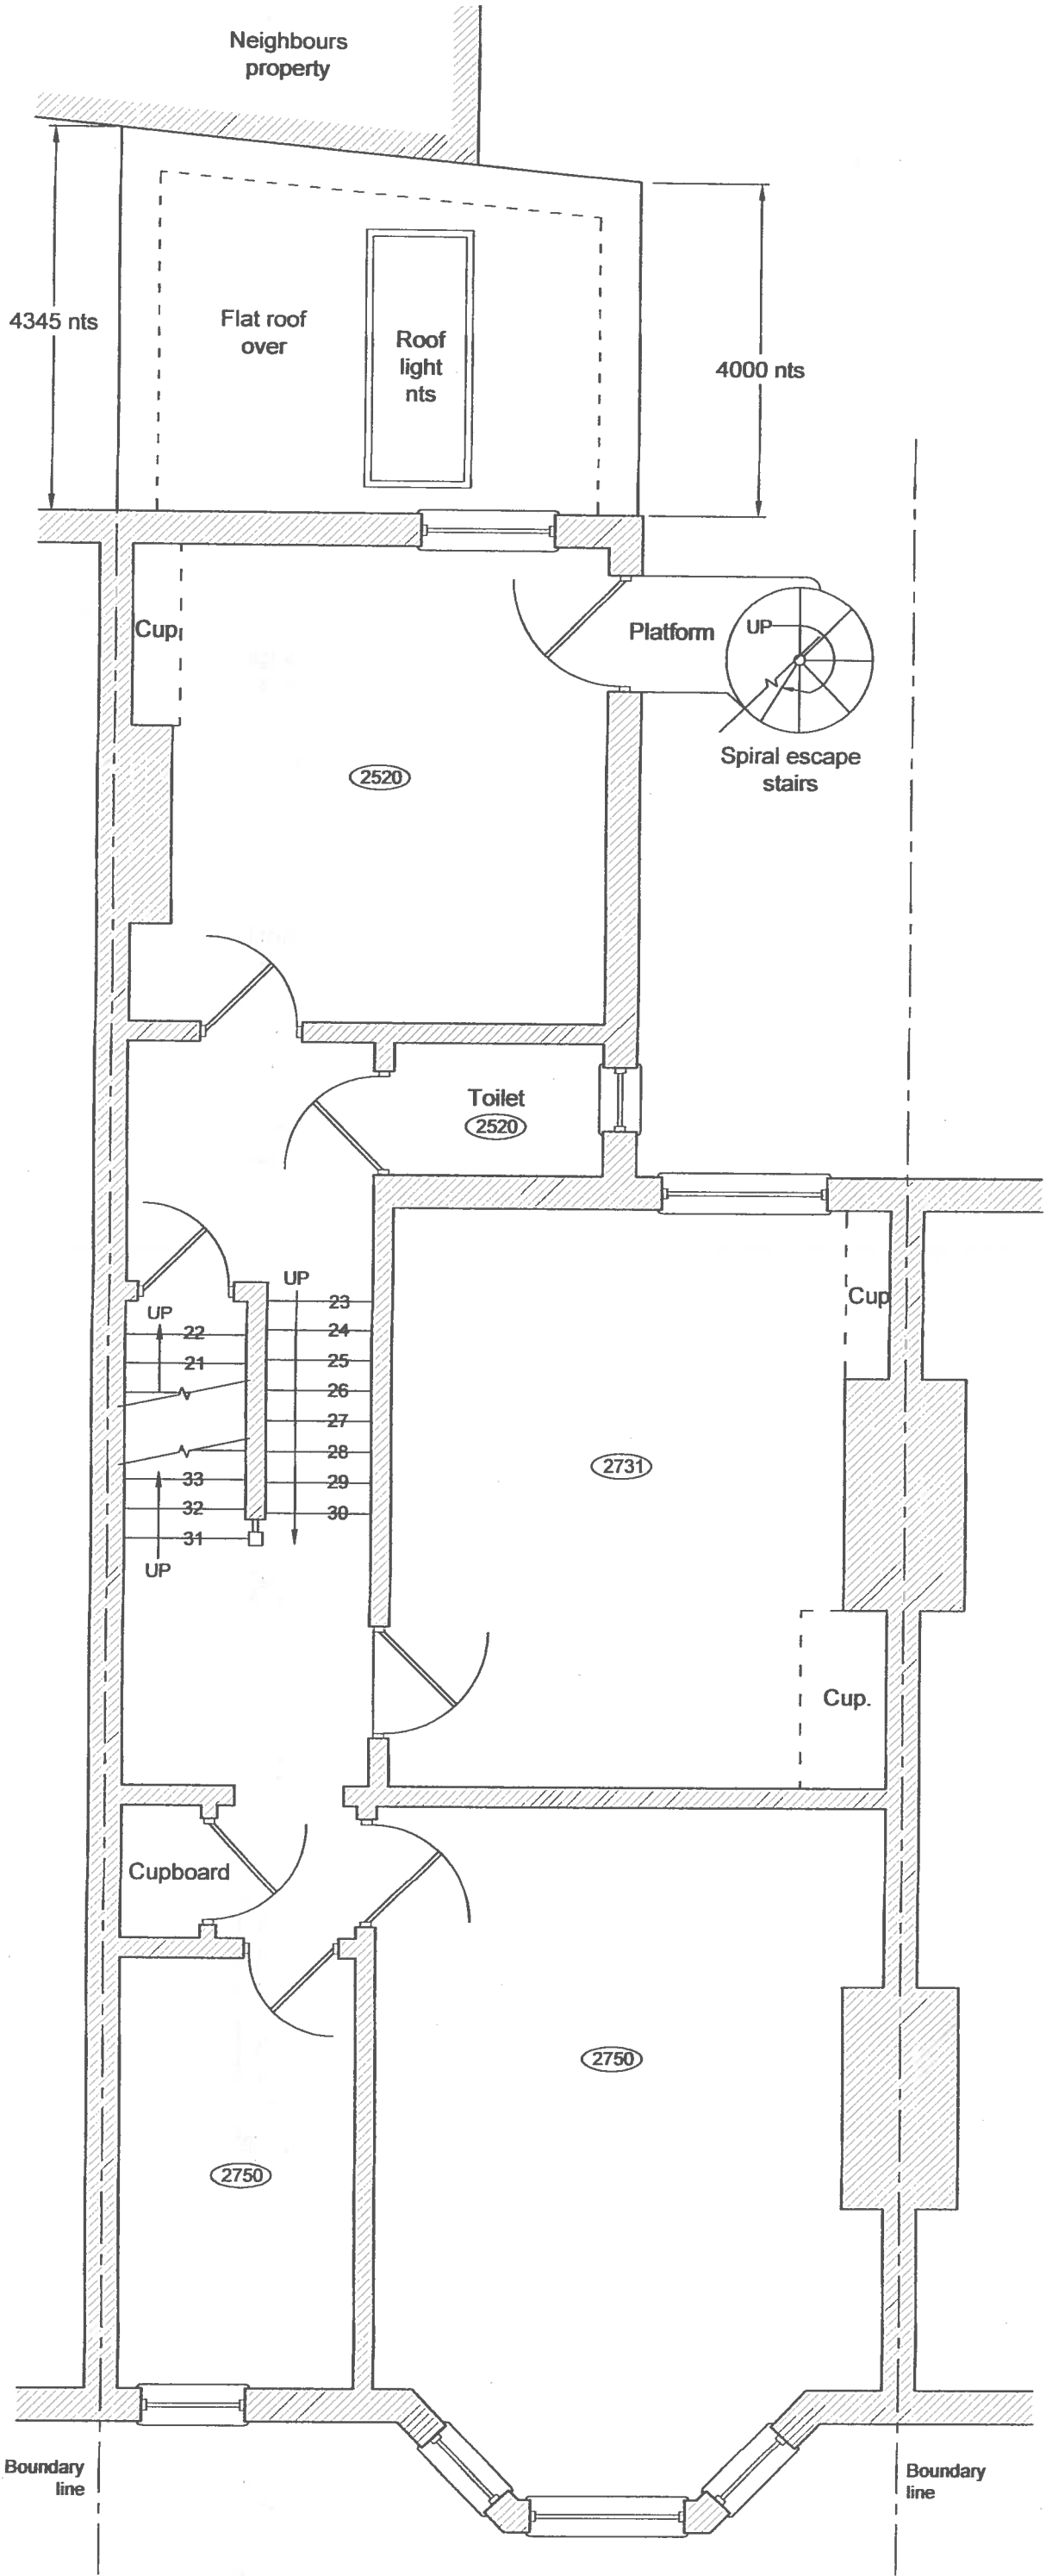 Neighbours
property
4345 nts
Flat roof
over
Roof
light
nts
4000 nts
Cup
Platform
UP
Spiral escape
stairs
2520
Toilet
2520
UP
23
UP
22
24
21
25
Cup
26
27
28
33
29
32
30
31
UP
2731
Cup.
Cupboard
2750
2750
Boundary
line
Boundary
line